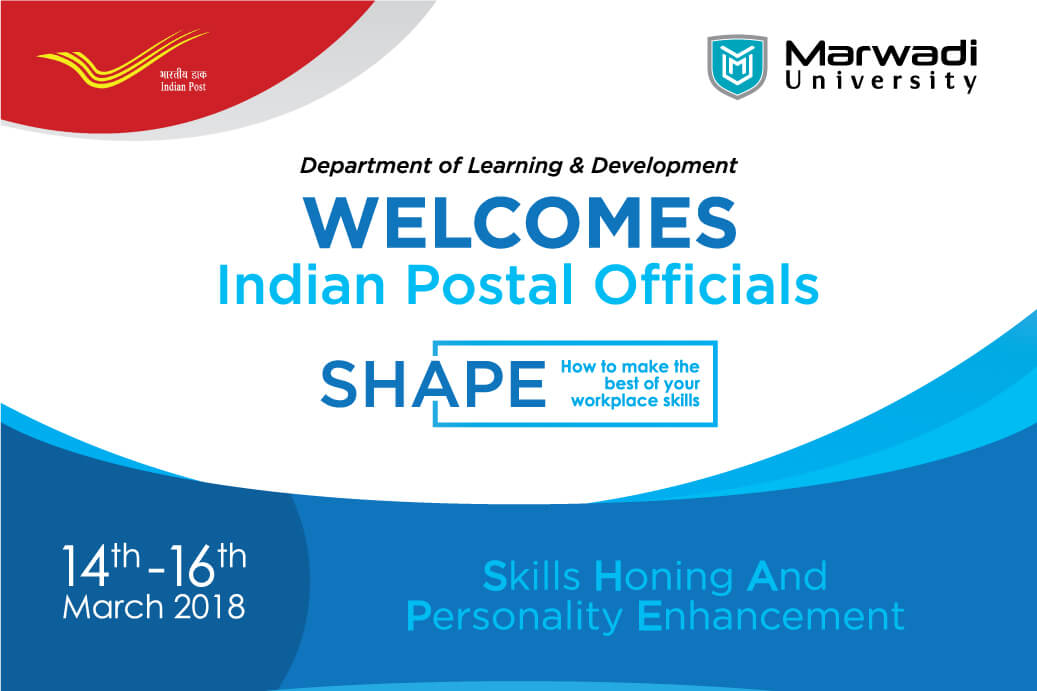 भारतीय डाक
Indian Post
Marwadi
University
Department of Learning & Development
WELCOMES
Indian Postal Officials
SHAPE
How to make the
best of your
workplace skills
14th-16th
March 2018
Skills Honing And
Personality Enhancement